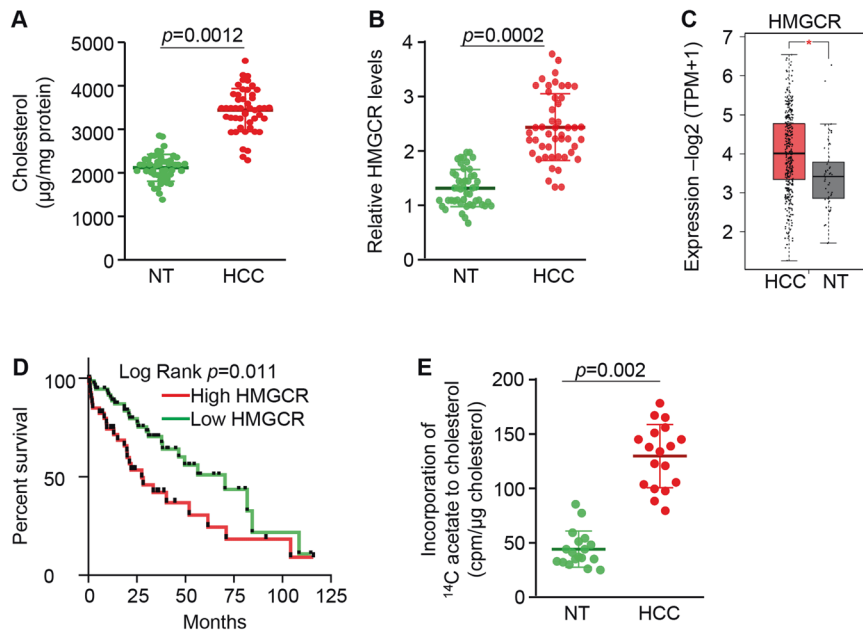 A
p=0.0012
Cholesterol
(µg/mg protein)
5000
4000
3000
2000
1000
0
NT HCC
B
p=0.0002
Relative HMGCR levels
4
3
2
1
0
NT HCC
C
HMGCR
*
Expression –log2 (TPM+1)
7
6
5
4
3
2
HCC NT
D
Log Rank p=0.011
High HMGCR
Low HMGCR
Percent survival
100
50
0
0 25 50 75 100 125
Months
E
p=0.002
Incorporation of
¹⁴C acetate to cholesterol
(cpm/µg cholesterol)
200
150
100
50
0
NT HCC